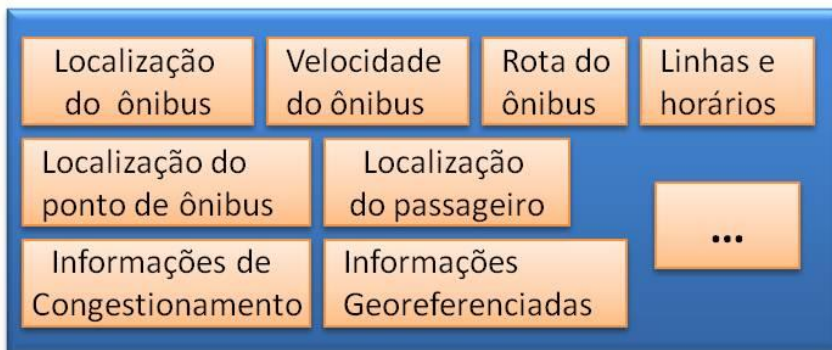 Localização
do ônibus
Velocidade
do ônibus
Rota do
ônibus
Linhas e
horários
Localização do
ponto de ônibus
Localização
do passageiro
...
Informações de
Congestionamento
Informações
Georeferenciadas